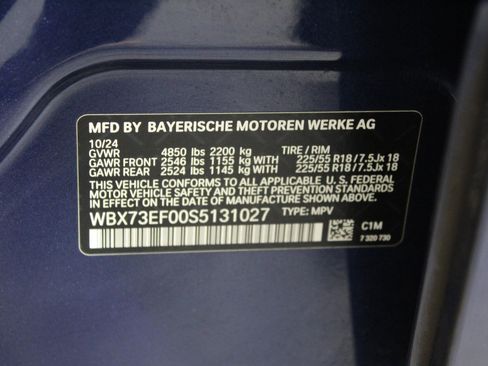 MFD BY BAYERISCHE MOTOREN WERKE AG
10/24
GVWR 4850 lbs 2200 kg TIRE / RIM
GAWR FRONT 2546 lbs 1155 kg WITH 225/55 R18 / 7.5Jx 18
GAWR REAR 2524 lbs 1145 kg WITH 225/55 R18 / 7.5Jx 18
THIS VEHICLE CONFORMS TO ALL APPLICABLE U. S. FEDERAL
MOTOR VEHICLE SAFETY AND THEFT PREVENTION STANDARDS
IN EFFECT ON THE DATE OF MANUFACTURE SHOWN ABOVE.
WBX73EF00S5131027 TYPE: MPV
C1M
7 320 730